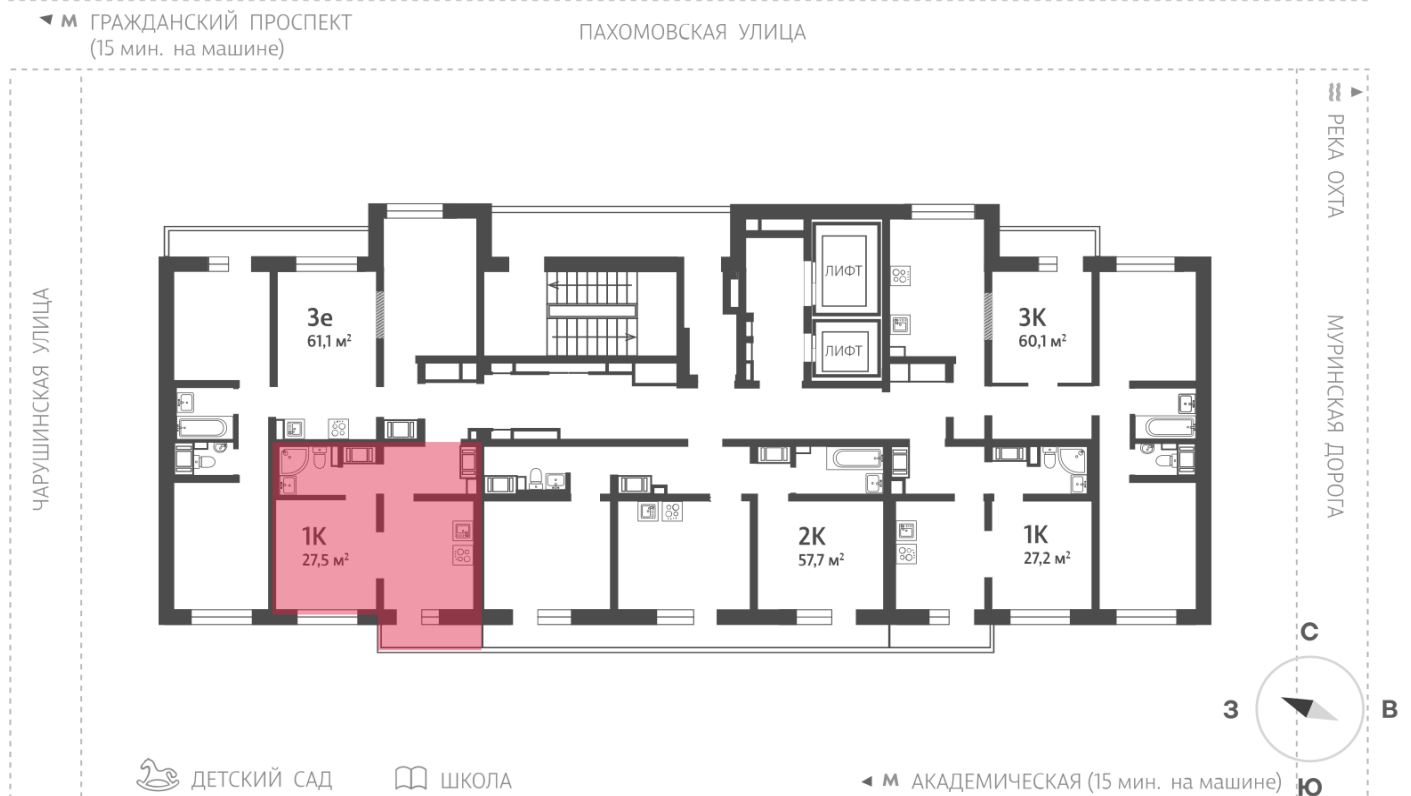 М ГРАЖДАНСКИЙ ПРОСПЕКТ
(15 мин. на машине)
ПАХОМОВСКАЯ УЛИЦА
РЕКА ОХТА
ЧАРУШИНСКАЯ УЛИЦА
МУРИНСКАЯ ДОРОГА
ЛИФТ
ЛИФТ
3е
61,1 м²
3К
60,1 м²
1К
27,5 м²
2К
57,7 м²
1К
27,2 м²
С
З
В
Ю
ДЕТСКИЙ САД
ШКОЛА
М АКАДЕМИЧЕСКАЯ (15 мин. на машине)